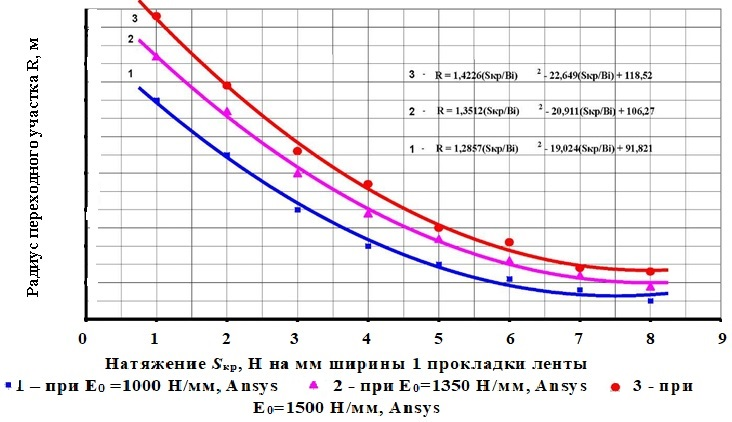 Радиус переходного участка R, м
3
2
1
3 - R = 1,4226(Sкр/Bi) 2 - 22,649(Sкр/Bi) + 118,52
2 - R = 1,3512(Sкр/Bi) 2 - 20,911(Sкр/Bi) + 106,27
1 - R = 1,2857(Sкр/Bi) 2 - 19,024(Sкр/Bi) + 91,821
0 1 2 3 4 5 6 7 8 9
Натяжение Sкр, Н на мм ширины 1 прокладки ленты
1 – при E0 =1000 Н/мм, Ansys 2 - при E0=1350 Н/мм, Ansys 3 - при
E0=1500 Н/мм, Ansys